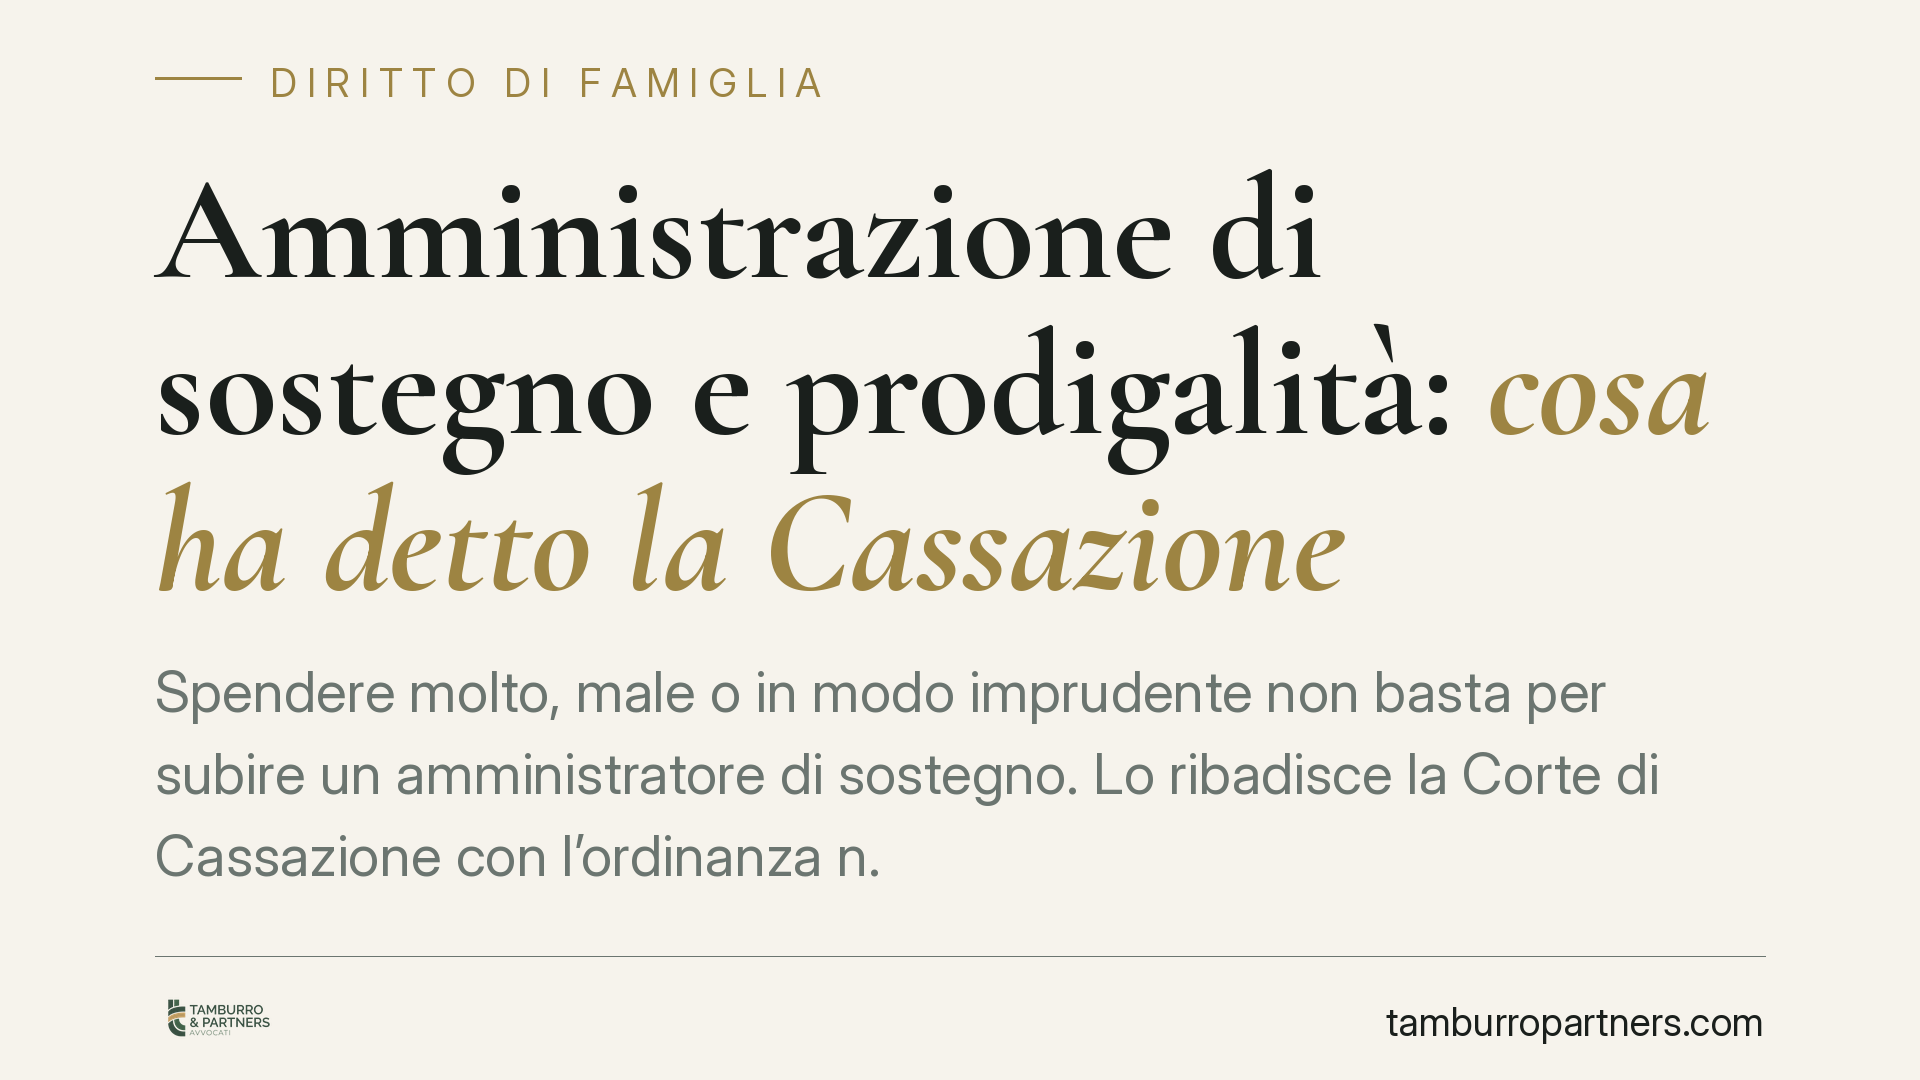 DIRITTO DI FAMIGLIA
Amministrazione di
sostegno e prodigalità: cosa
ha detto la Cassazione
Spendere molto, male o in modo imprudente non basta per
subire un amministratore di sostegno. Lo ribadisce la Corte di
Cassazione con l’ordinanza n.
TAMBURRO
& PARTNERS
AVVOCATI
tamburropartners.com